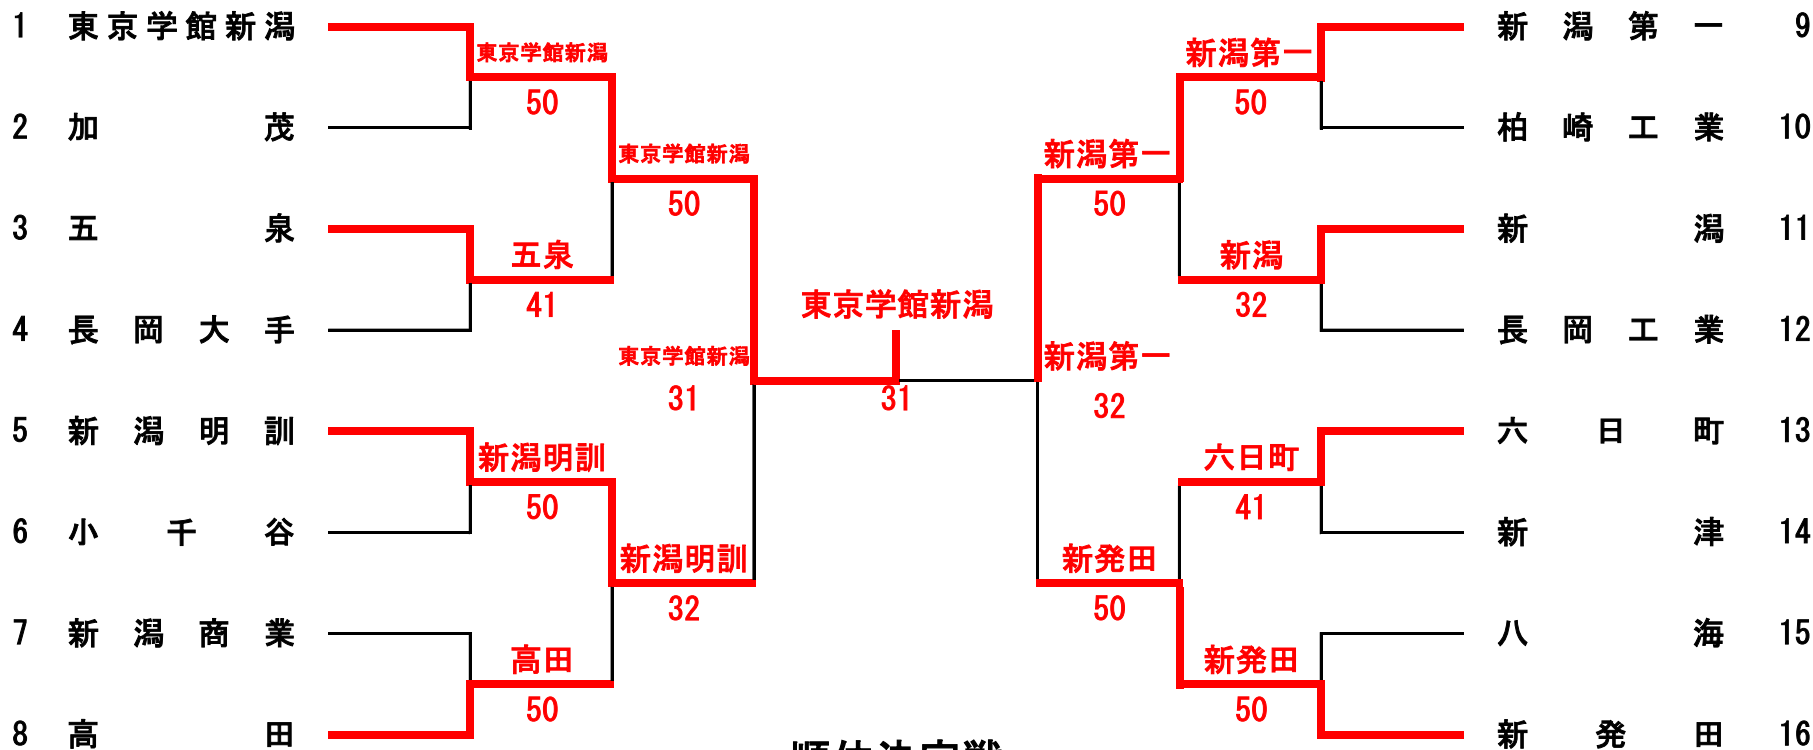 1 東京学館新潟
東京学館新潟
50
2 加茂
東京学館新潟
50
3 五泉
五泉
41
4 長岡大手
東京学館新潟
31
5 新潟明訓
新潟明訓
50
6 小千谷
新潟明訓
32
7 新潟商業
高田
50
8 高田
東京学館新潟
31
新潟第一 9
新潟第一
50
柏崎工業 10
新潟第一
50
新潟 11
新潟
32
長岡工業 12
新潟第一
32
六日町 13
六日町
41
新津 14
新発田
50
八海 15
新発田
50
新発田 16
順位決定戦